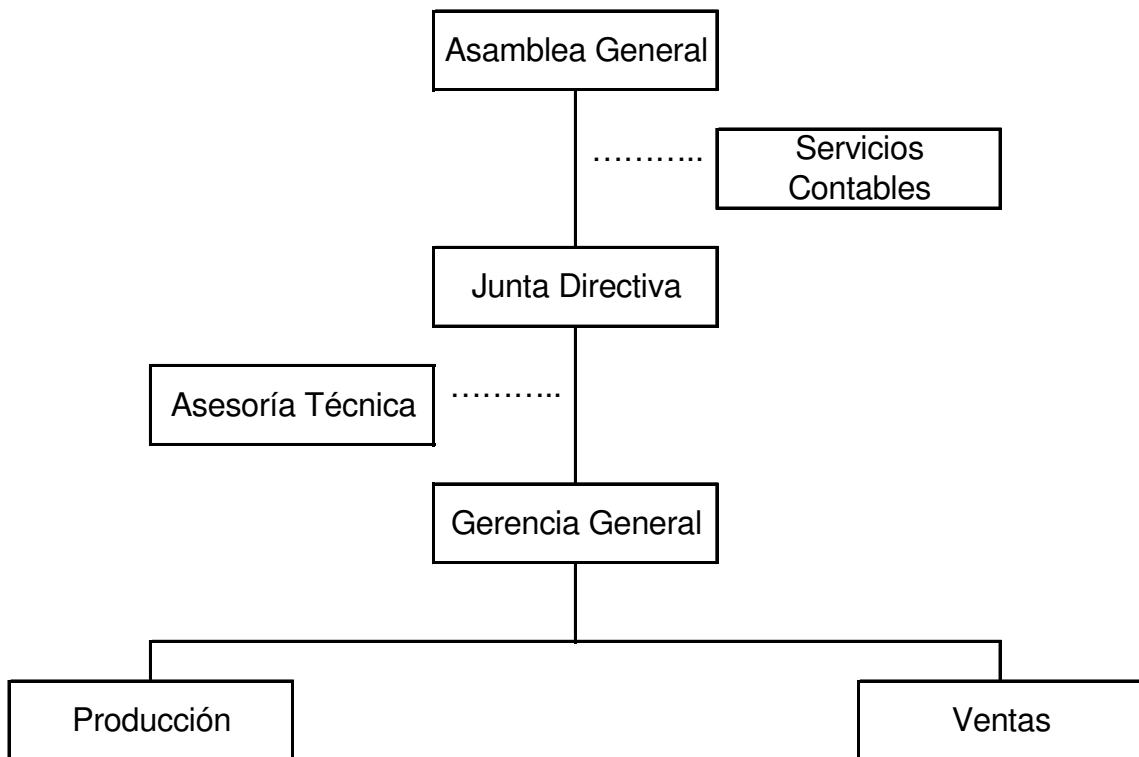 Asamblea General
Servicios
Contables
Junta Directiva
Asesoría Técnica
Gerencia General
Producción
Ventas